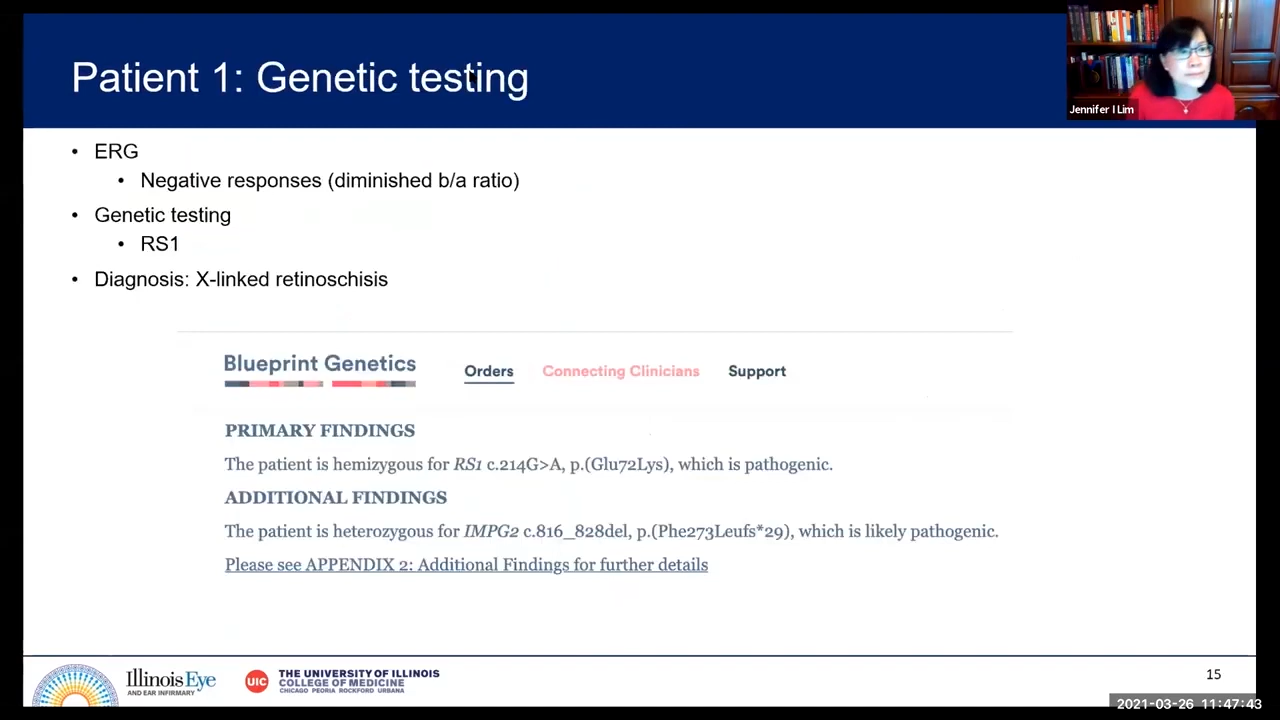 Patient 1: Genetic testing
Jennifer I Lim
• ERG
• Negative responses (diminished b/a ratio)
• Genetic testing
• RS1
• Diagnosis: X-linked retinoschisis
Blueprint Genetics
Orders Connecting Clinicians Support
PRIMARY FINDINGS
The patient is hemizygous for RS1 c.214G>A, p.(Glu72Lys), which is pathogenic.
ADDITIONAL FINDINGS
The patient is heterozygous for IMPG2 c.816_828del, p.(Phe273Leufs*29), which is likely pathogenic.
Please see APPENDIX 2: Additional Findings for further details
Illinois Eye
AND EAR INFIRMARY
UIC
THE UNIVERSITY OF ILLINOIS
COLLEGE OF MEDICINE
CHICAGO PEORIA ROCKFORD URBANA
15
2021-03-26 11:47:43